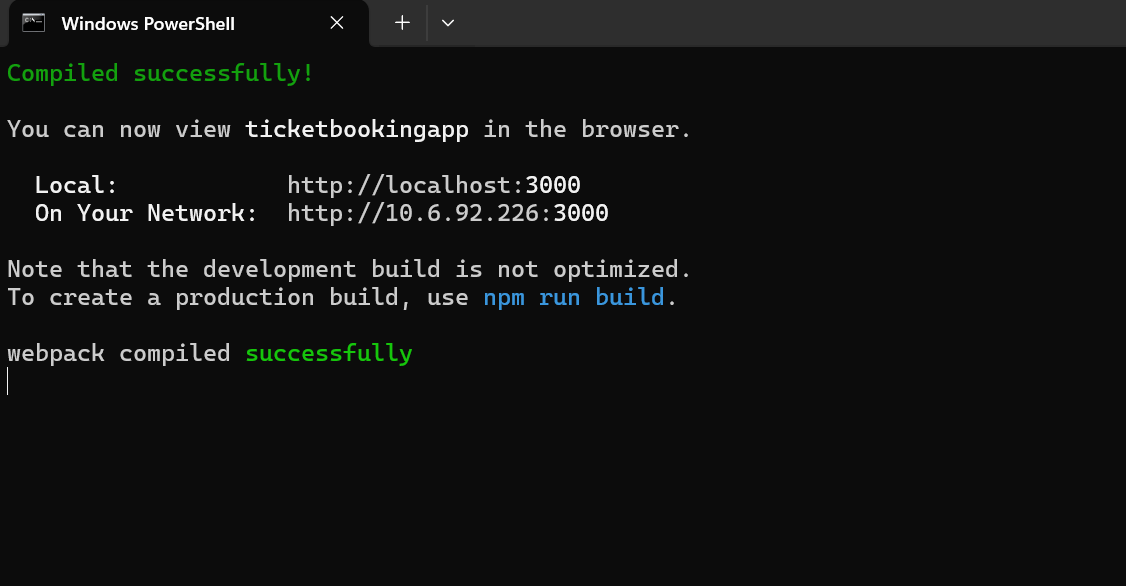 Windows PowerShell
Compiled successfully!
You can now view ticketbookingapp in the browser.
Local: http://localhost:3000
On Your Network: http://10.6.92.226:3000
Note that the development build is not optimized.
To create a production build, use npm run build.
webpack compiled successfully